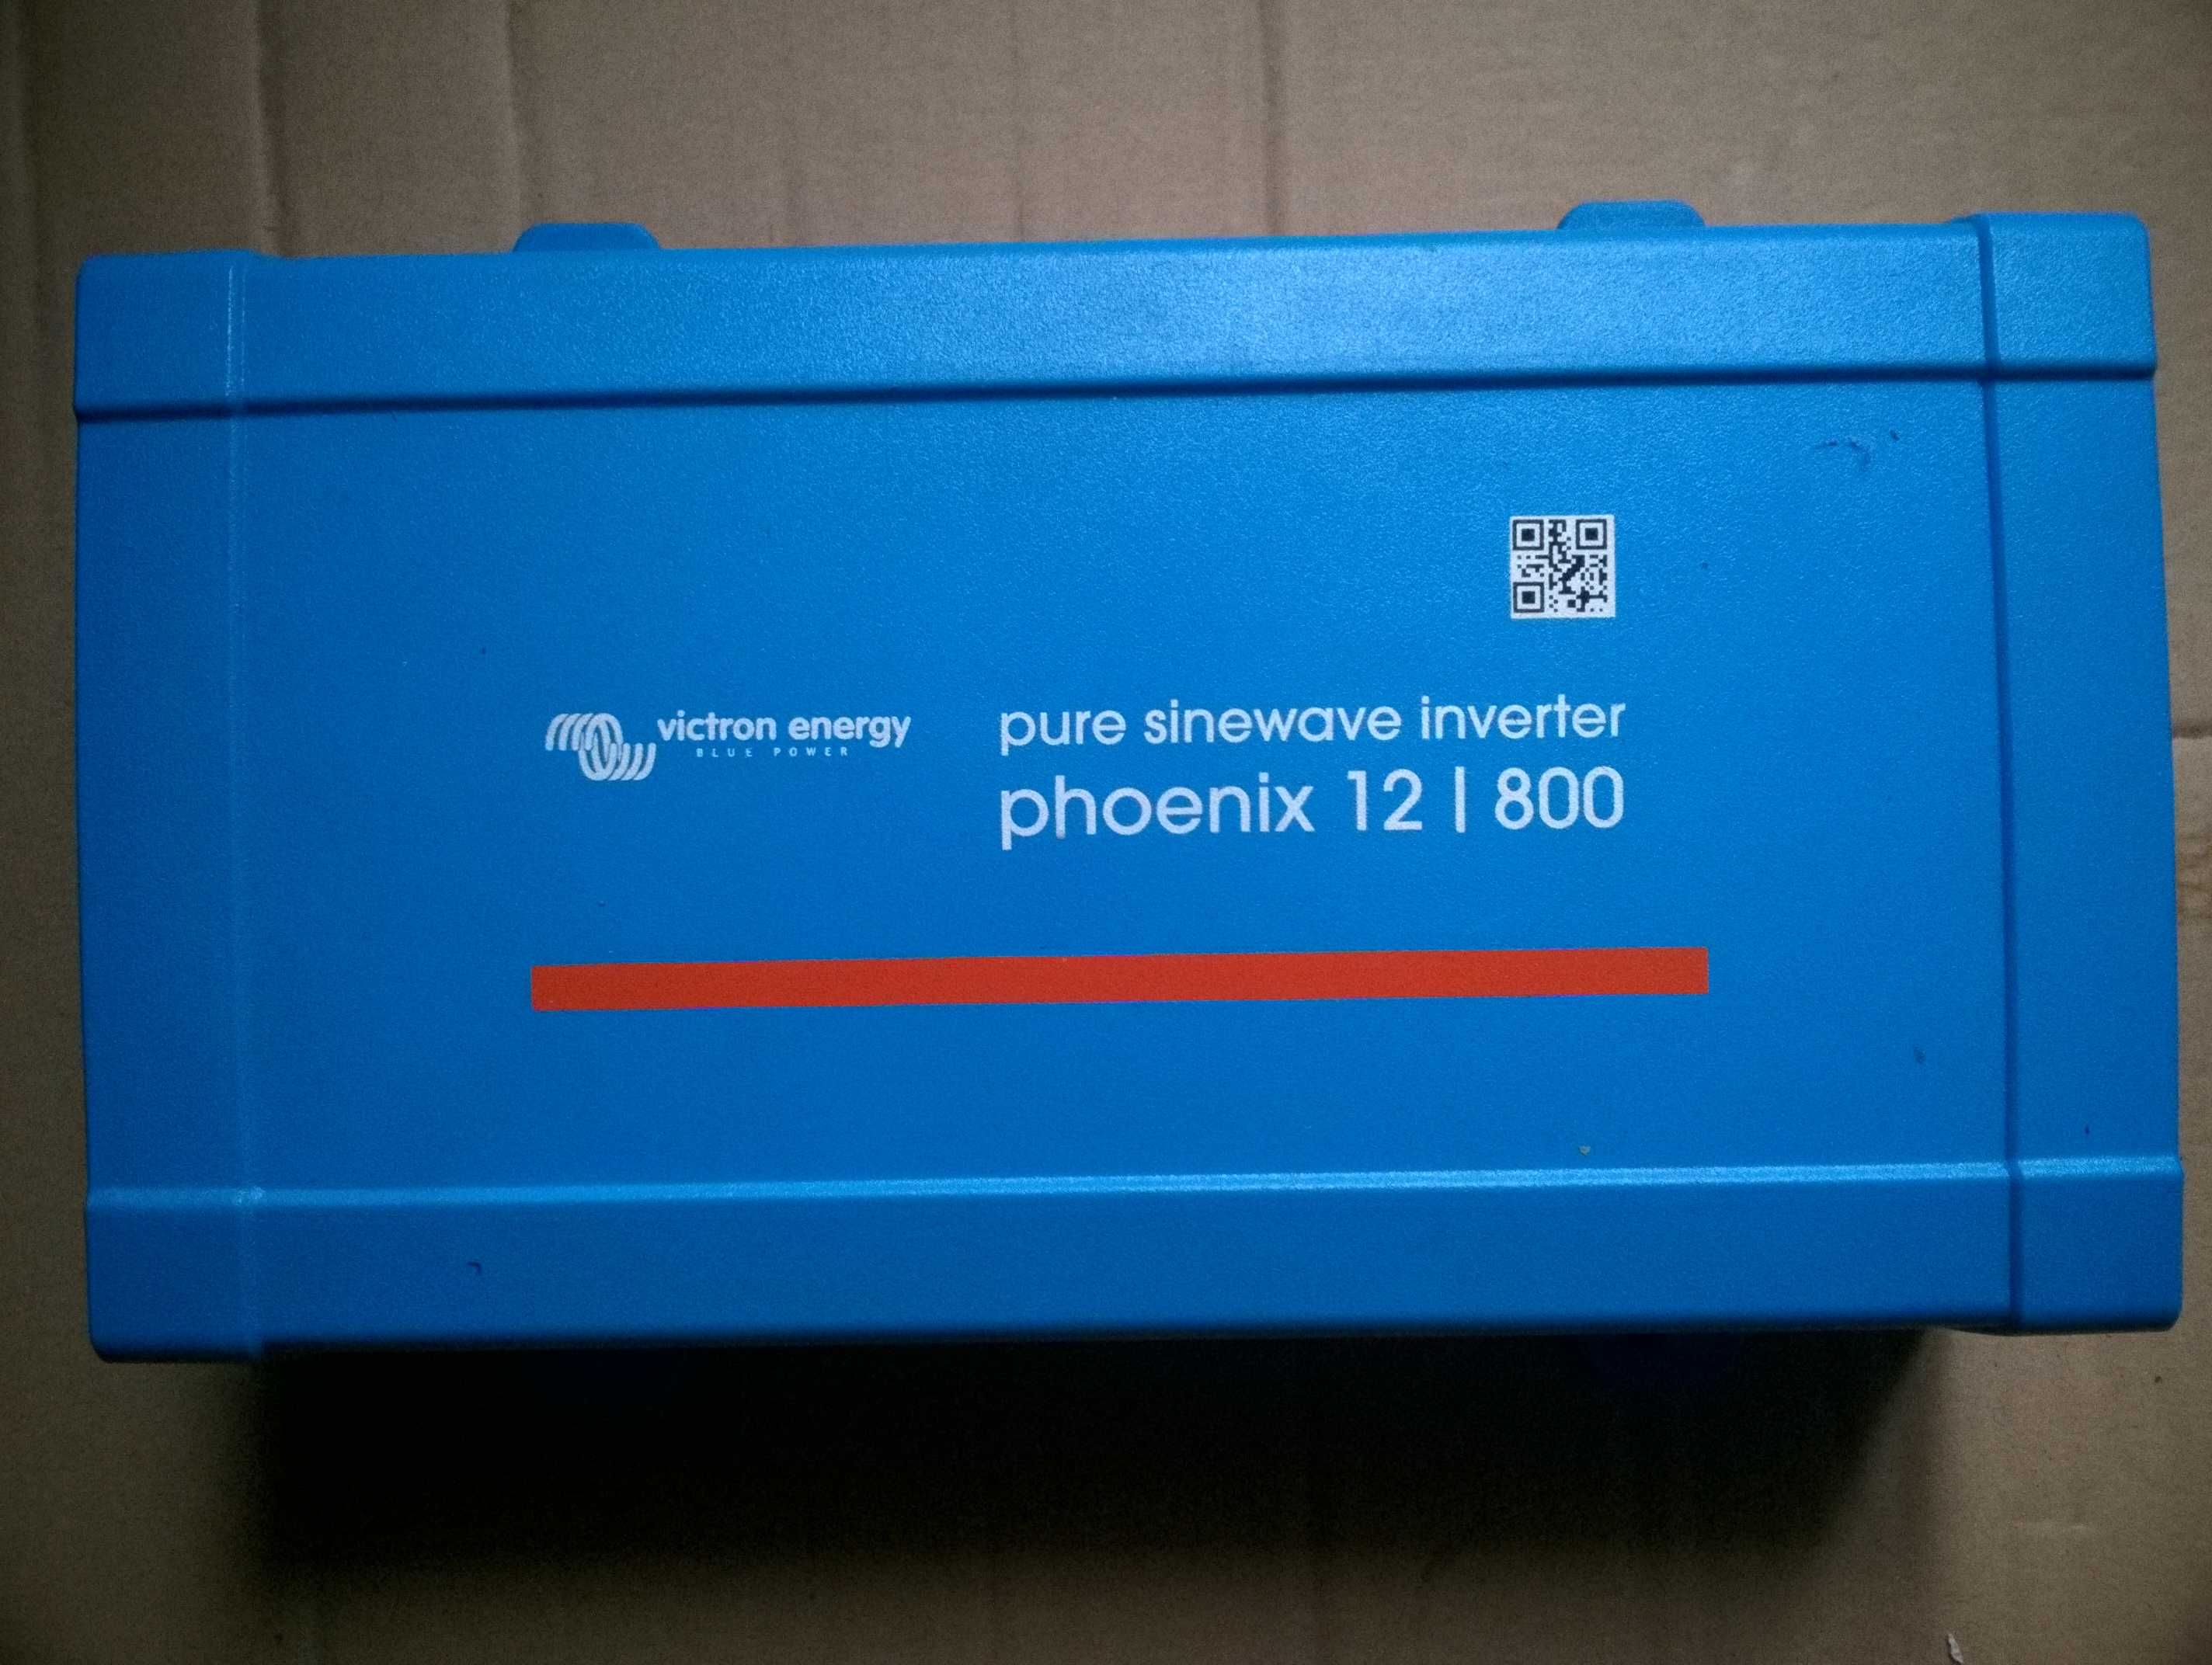 victron energy
BLUE POWER
pure sinewave inverter
phoenix 12 | 800